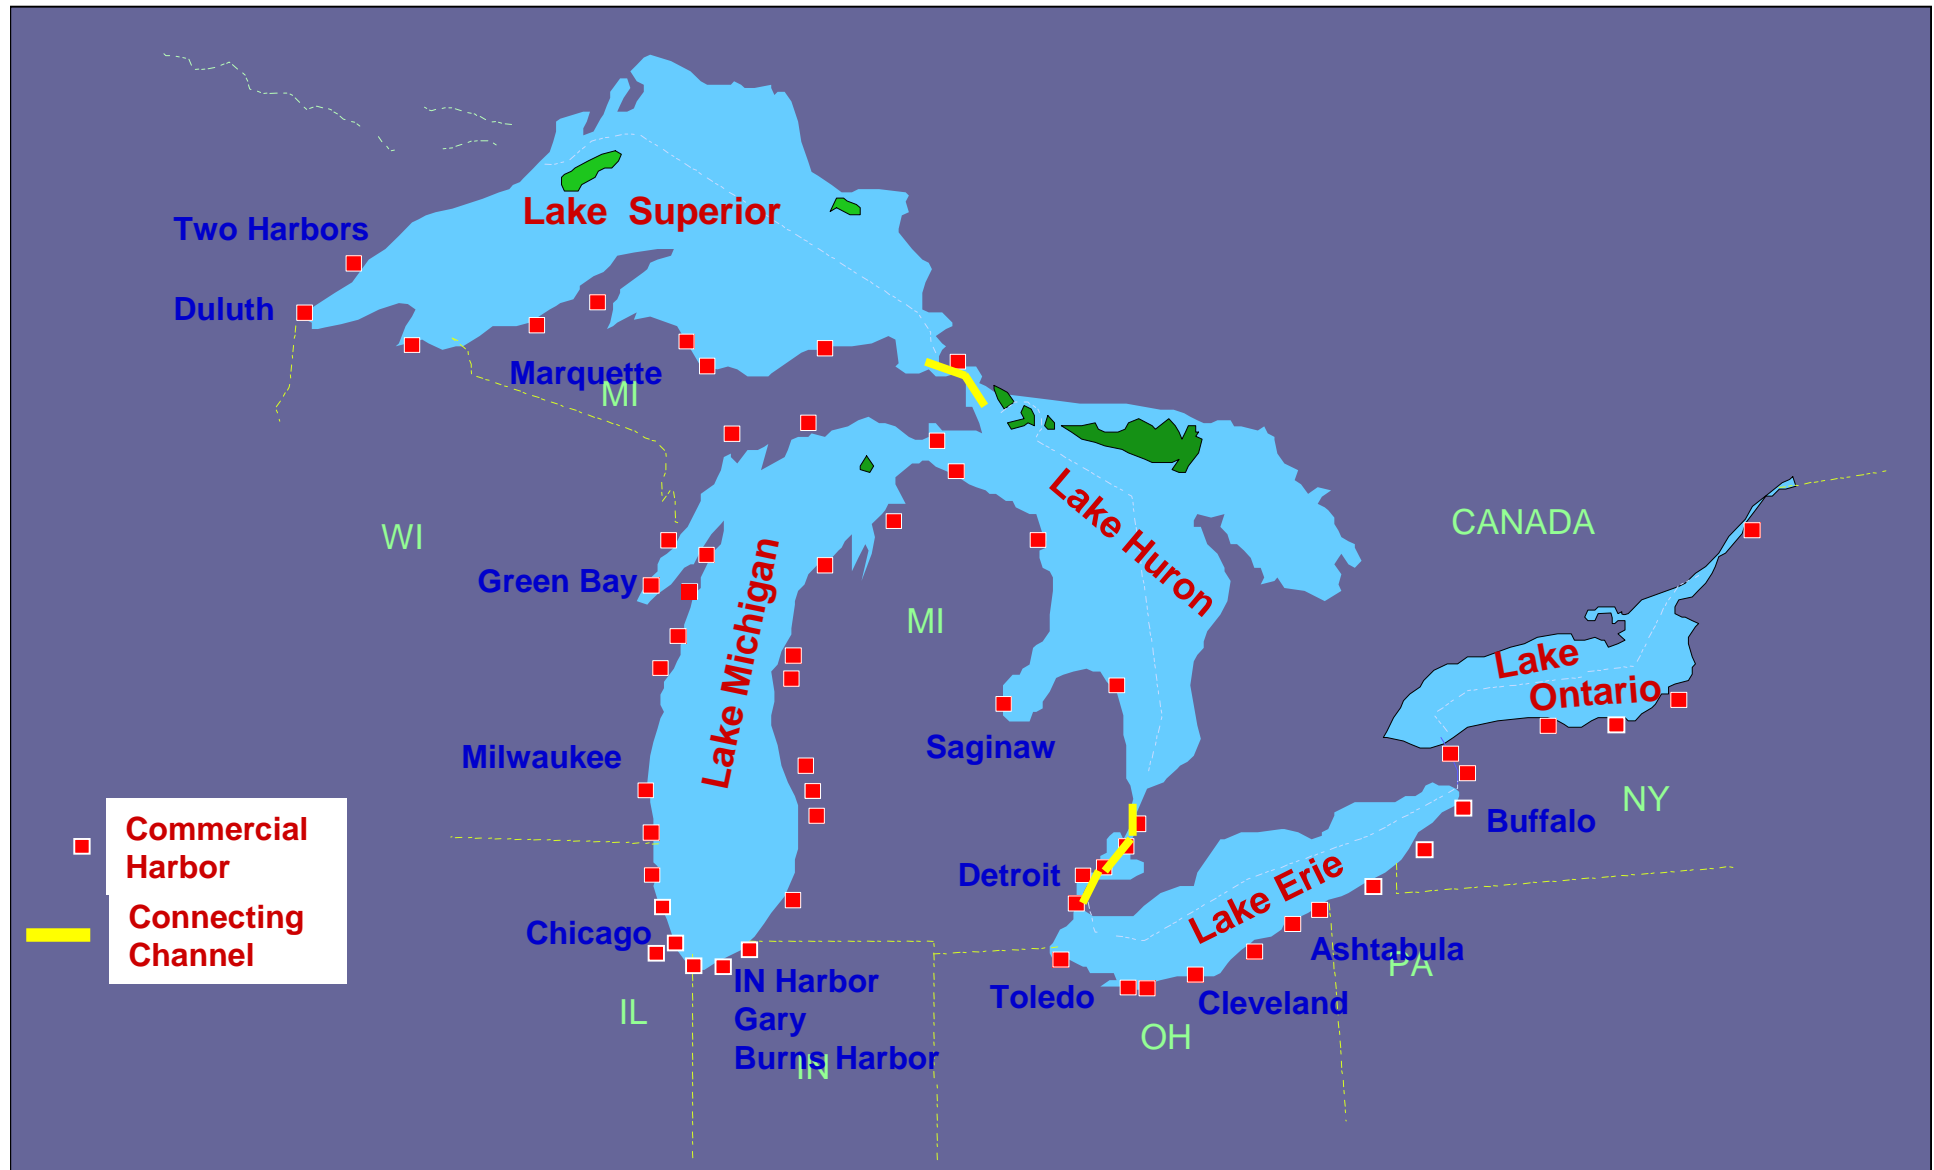 Lake Superior
Two Harbors
Duluth
Marquette
MI
Lake Huron
CANADA
WI
Green Bay
MI
Lake Michigan
Lake
Ontario
Saginaw
Milwaukee
NY
Buffalo
Commercial
Harbor
Detroit
Lake Erie
Connecting
Channel
Chicago
Ashtabula
PA
IN Harbor
Gary
Burns Harbor
Toledo
Cleveland
IL
OH
IN